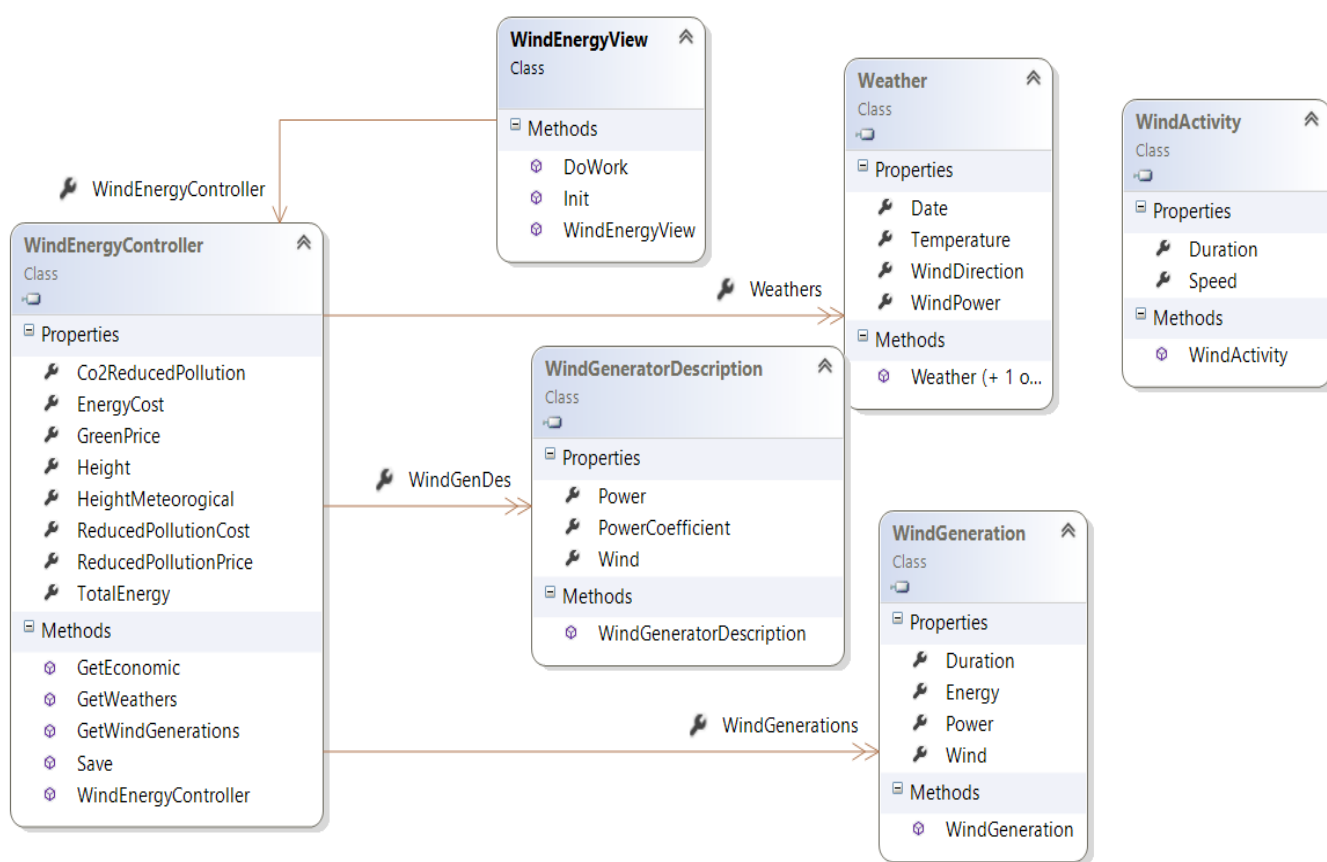 WindEnergyView
Class
Methods
DoWork
Init
WindEnergyView
WindEnergyController
WindEnergyController
Class
Properties
Co2ReducedPollution
EnergyCost
GreenPrice
Height
HeightMeteorogical
ReducedPollutionCost
ReducedPollutionPrice
TotalEnergy
Methods
GetEconomic
GetWeathers
GetWindGenerations
Save
WindEnergyController
Weathers
Weather
Class
Properties
Date
Temperature
WindDirection
WindPower
Methods
Weather (+ 1 o...
WindActivity
Class
Properties
Duration
Speed
Methods
WindActivity
WindGenDes
WindGeneratorDescription
Class
Properties
Power
PowerCoefficient
Wind
Methods
WindGeneratorDescription
WindGenerations
WindGeneration
Class
Properties
Duration
Energy
Power
Wind
Methods
WindGeneration